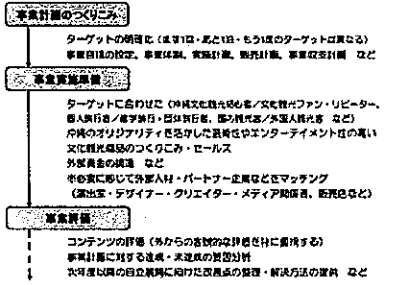 事業計画のつくりこみ
ターゲットの明確化（まず1位・あと1位・もう1度のターゲットは異なる）
事業目標の設定、事業体制、実施計画、販売計画、事業収支計画 など
事業実施準備
ターゲットに合わせた（沖縄文化観光初心者／文化観光ファン・リピーター、
個人旅行者／修学旅行・団体旅行者、国内観光客／外国人観光客 など）
沖縄のオリジナリティを活かした芸術性やエンターテイメント性の高い
文化観光商品のつくりこみ・セールス
外部資金の調達 など
※必要に応じて外部人材・パートナー企業などをマッチング
（演出家・デザイナー・クリエイター・メディア関係者、販売店など）
事業評価
コンテンツの評価（外からの客観的な評価を特に重視する）
事業計画に対する達成・未達成の要因分析
次年度以降の自立展開に向けた改善点の整理・解決方法の提供 など